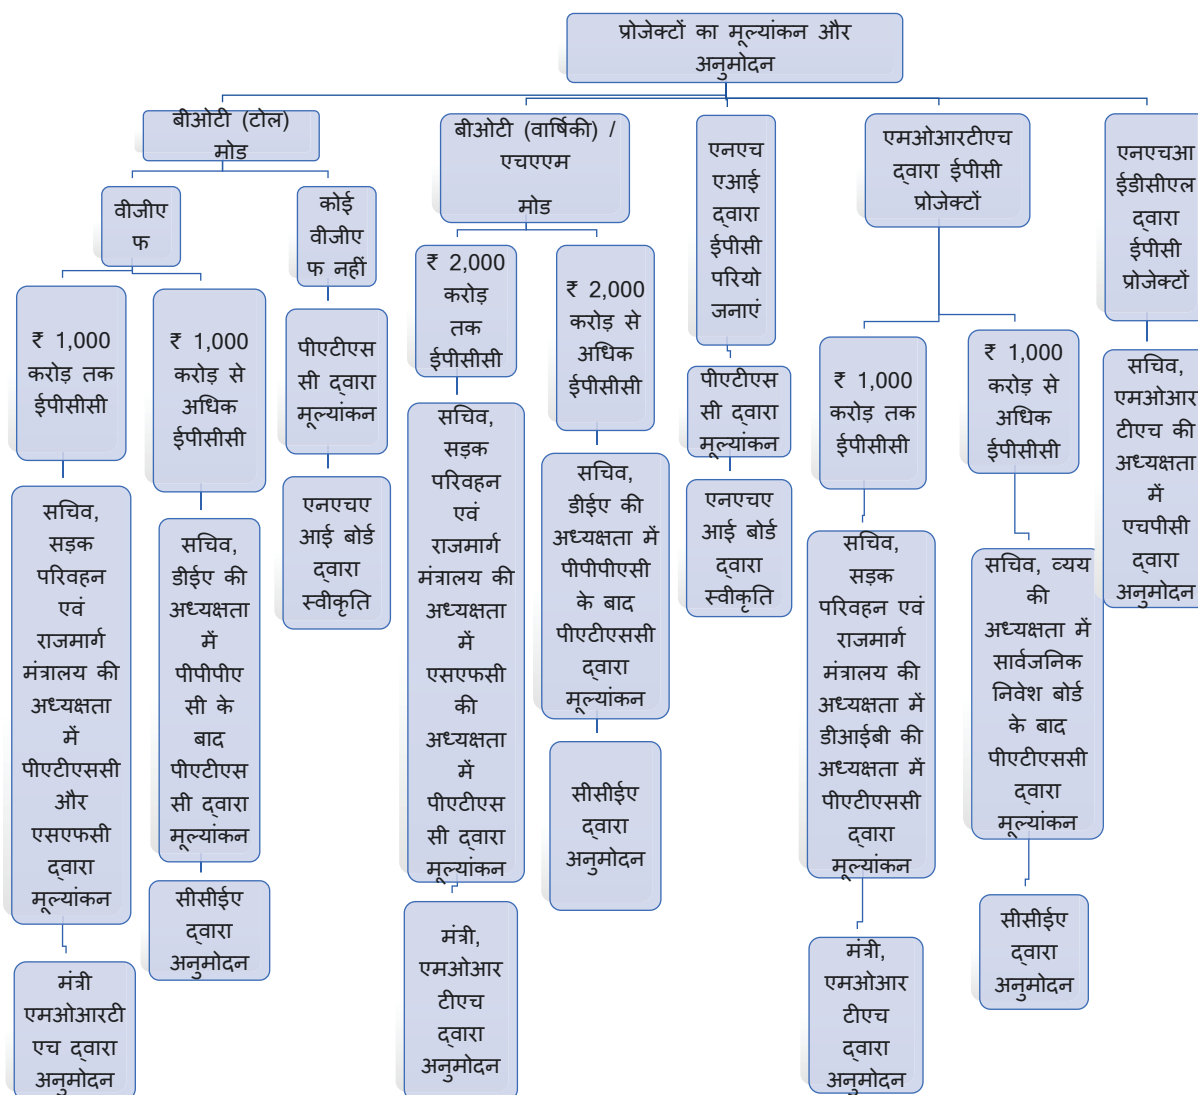 प्रोजेक्टों का मूल्यांकन और
अनुमोदन
बीओटी (टोल)
मोड
वीजीए
फ
₹ 1,000
करोड़ तक
ईपीसीसी
सचिव,
सड़क
परिवहन
एवं
राजमार्ग
मंत्रालय की
अध्यक्षता
में
पीएटीएससी
और
एसएफसी
द्वारा
मूल्यांकन
मंत्री
एमओआरटी
एच द्वारा
अनुमोदन
₹ 1,000
करोड़ से
अधिक
ईपीसीसी
सचिव,
डीईए की
अध्यक्षता
में
पीपीपीए
सी के
बाद
पीएटीएस
सी द्वारा
मूल्यांकन
सीसीईए
द्वारा
अनुमोदन
कोई
वीजीए
फ नहीं
पीएटीएस
सी द्वारा
मूल्यांकन
एनएचए
आई बोर्ड
द्वारा
स्वीकृति
बीओटी (वार्षिकी) /
एचएएम
मोड
₹ 2,000
करोड़
तक
ईपीसीसी
सचिव,
सड़क
परिवहन
एवं
राजमार्ग
मंत्रालय की
अध्यक्षता
में
एसएफसी
की
अध्यक्षता
में
पीएटीएस
सी द्वारा
मूल्यांकन
मंत्री,
एमओआर
टीएच
द्वारा
अनुमोदन
₹ 2,000
करोड़ से
अधिक
ईपीसीसी
सचिव,
डीईए की
अध्यक्षता में
पीपीपीएसी
के बाद
पीएटीएससी
द्वारा
मूल्यांकन
सीसीईए
द्वारा
अनुमोदन
एनएच
एआई
द्वारा
ईपीसी
परियो
जनाएं
पीएटीएस
सी द्वारा
मूल्यांकन
एनएचए
आई बोर्ड
द्वारा
स्वीकृति
एमओआरटीएच
द्वारा ईपीसी
प्रोजेक्टों
₹ 1,000
करोड़ तक
ईपीसीसी
सचिव,
सड़क
परिवहन एवं
राजमार्ग
मंत्रालय की
अध्यक्षता में
डीआईबी की
अध्यक्षता में
पीएटीएससी
द्वारा
मूल्यांकन
मंत्री,
एमओआर
टीएच
द्वारा
अनुमोदन
₹ 1,000
करोड़ से
अधिक
ईपीसीसी
सचिव, व्यय
की
अध्यक्षता में
सार्वजनिक
निवेश बोर्ड
के बाद
पीएटीएससी
द्वारा
मूल्यांकन
सीसीईए
द्वारा
अनुमोदन
एनएचआ
ईडीसीएल
द्वारा
ईपीसी
प्रोजेक्टों
सचिव,
एमओआर
टीएच की
अध्यक्षता
में
एचपीसी
द्वारा
अनुमोदन